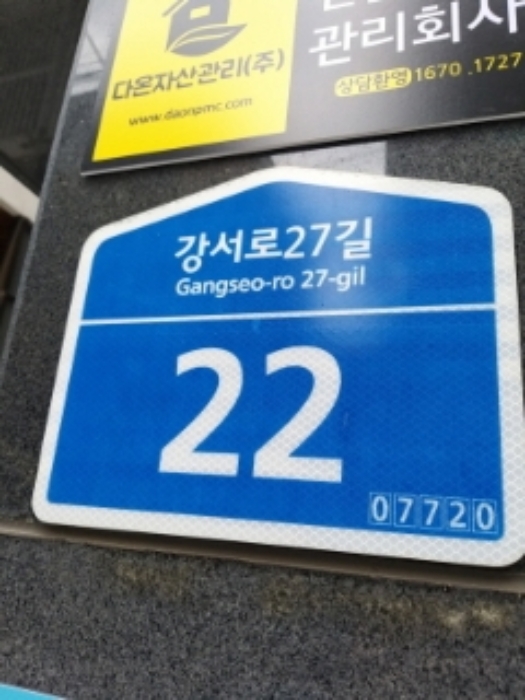 다온자산관리(주)
www.daonpmc.com
관리회사
상담환영 1670 .1727
강서로27길
Gangseo-ro 27-gil
22
07720